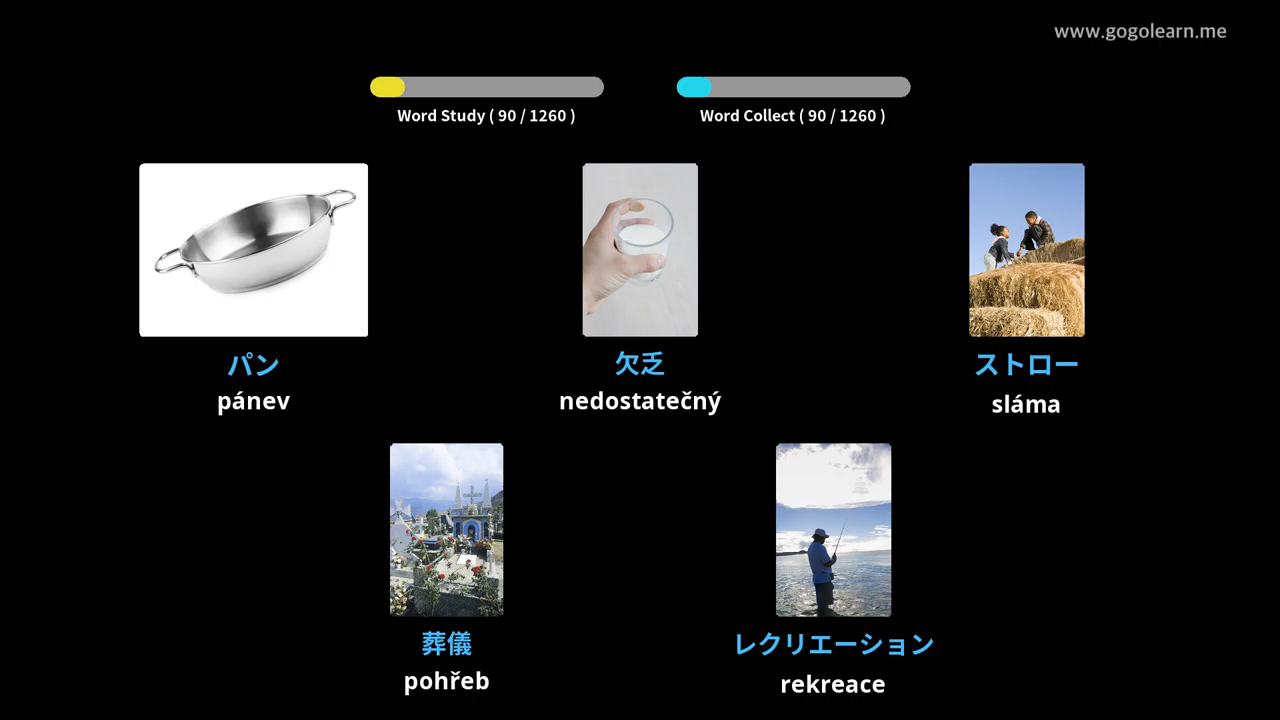 www.gogolearn.me
Word Study ( 90 / 1260 )
Word Collect ( 90 / 1260 )
パン
pánev
欠乏
nedostatečný
ストロー
sláma
葬儀
pohřeb
レクリエーション
rekreace